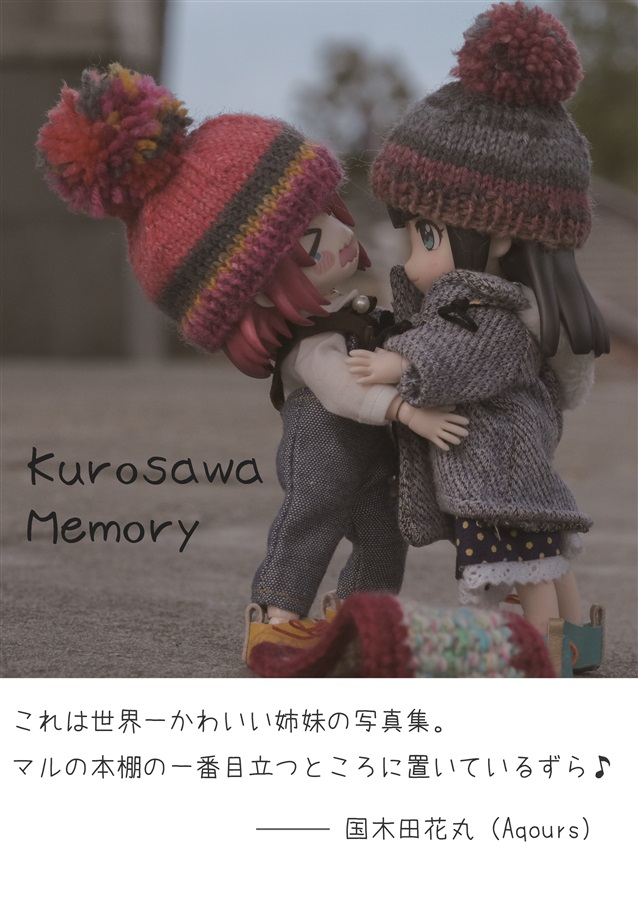 Kurosawa
Memory
これは世界一かわいい姉妹の写真集。
マルの本棚の一番目立つところに置いているずら♪
――― 国木田花丸（Aqours）